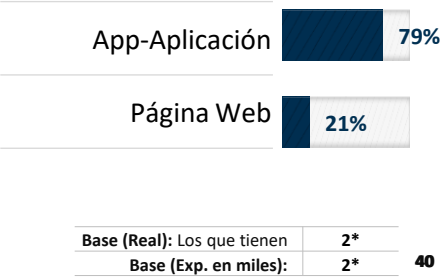 App-Aplicación 79%
Página Web 21%
Base (Real): Los que tienen 2*
Base (Exp. en miles): 2*
40